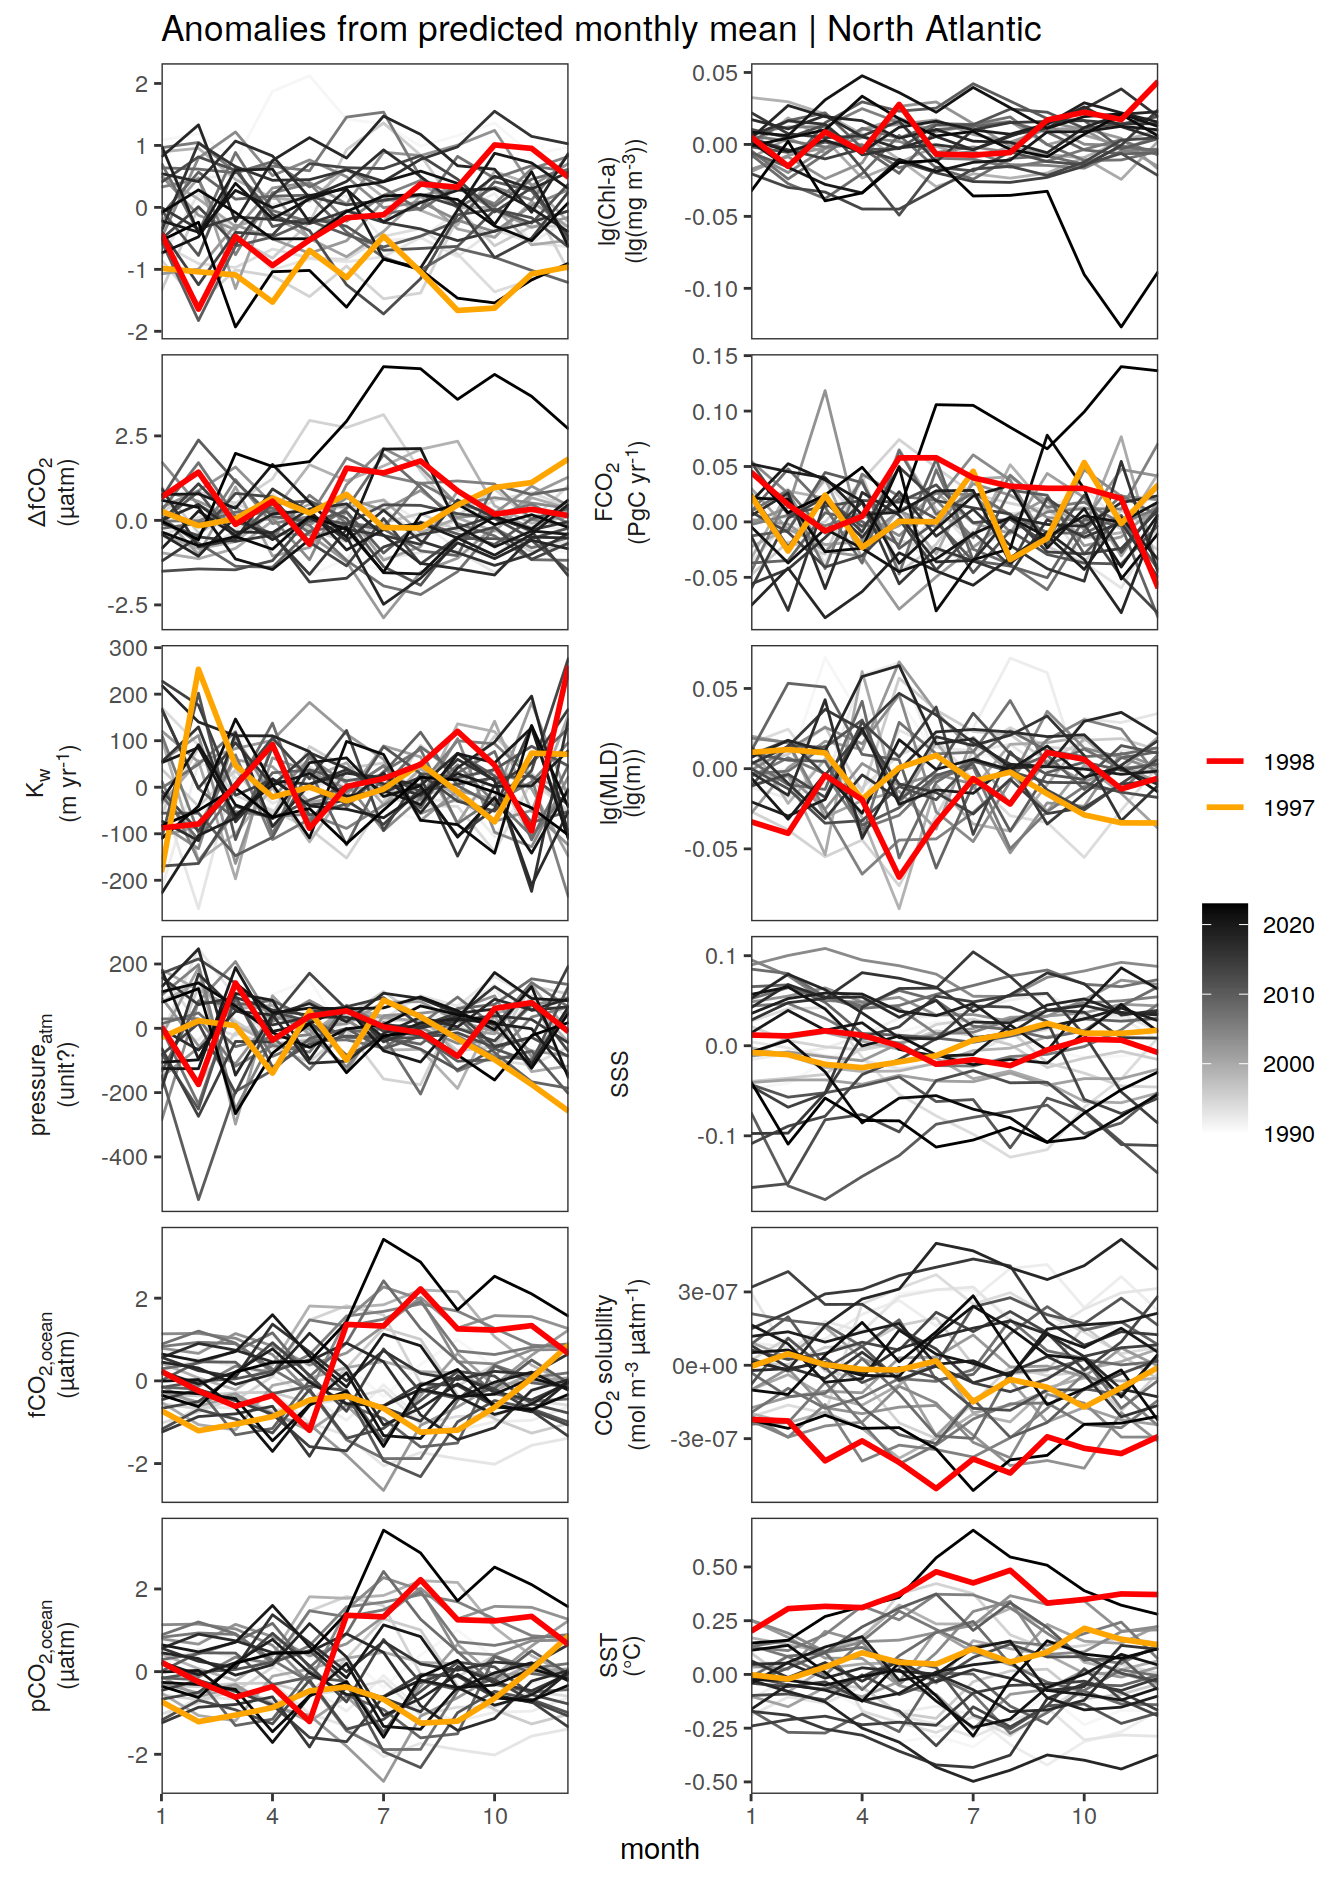 Anomalies from predicted monthly mean | North Atlantic
2
1
0
-1
-2
lg(Chl-a)
(lg(mg m⁻³))
0.05
0.00
-0.05
-0.10
ΔfCO₂
(µatm)
2.5
0.0
-2.5
FCO₂
(PgC yr⁻¹)
0.15
0.10
0.05
0.00
-0.05
K_w
(m yr⁻¹)
300
200
100
0
-100
-200
lg(MLD)
(lg(m))
0.05
0.00
-0.05
1998
1997
pressure_atm
(unit?)
200
0
-200
-400
SSS
0.1
0.0
-0.1
2020
2010
2000
1990
fCO₂,ocean
(µatm)
2
0
-2
CO₂ solubility
(mol m⁻³ µatm⁻¹)
3e-07
0e+00
-3e-07
pCO₂,ocean
(µatm)
2
0
-2
SST
(°C)
0.50
0.25
0.00
-0.25
-0.50
1 4 7 10
1 4 7 10
month